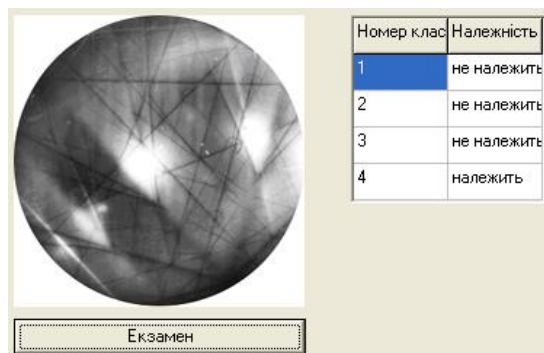 Номер клас Належність
1 не належить
2 не належить
3 не належить
4 належить
Екзамен